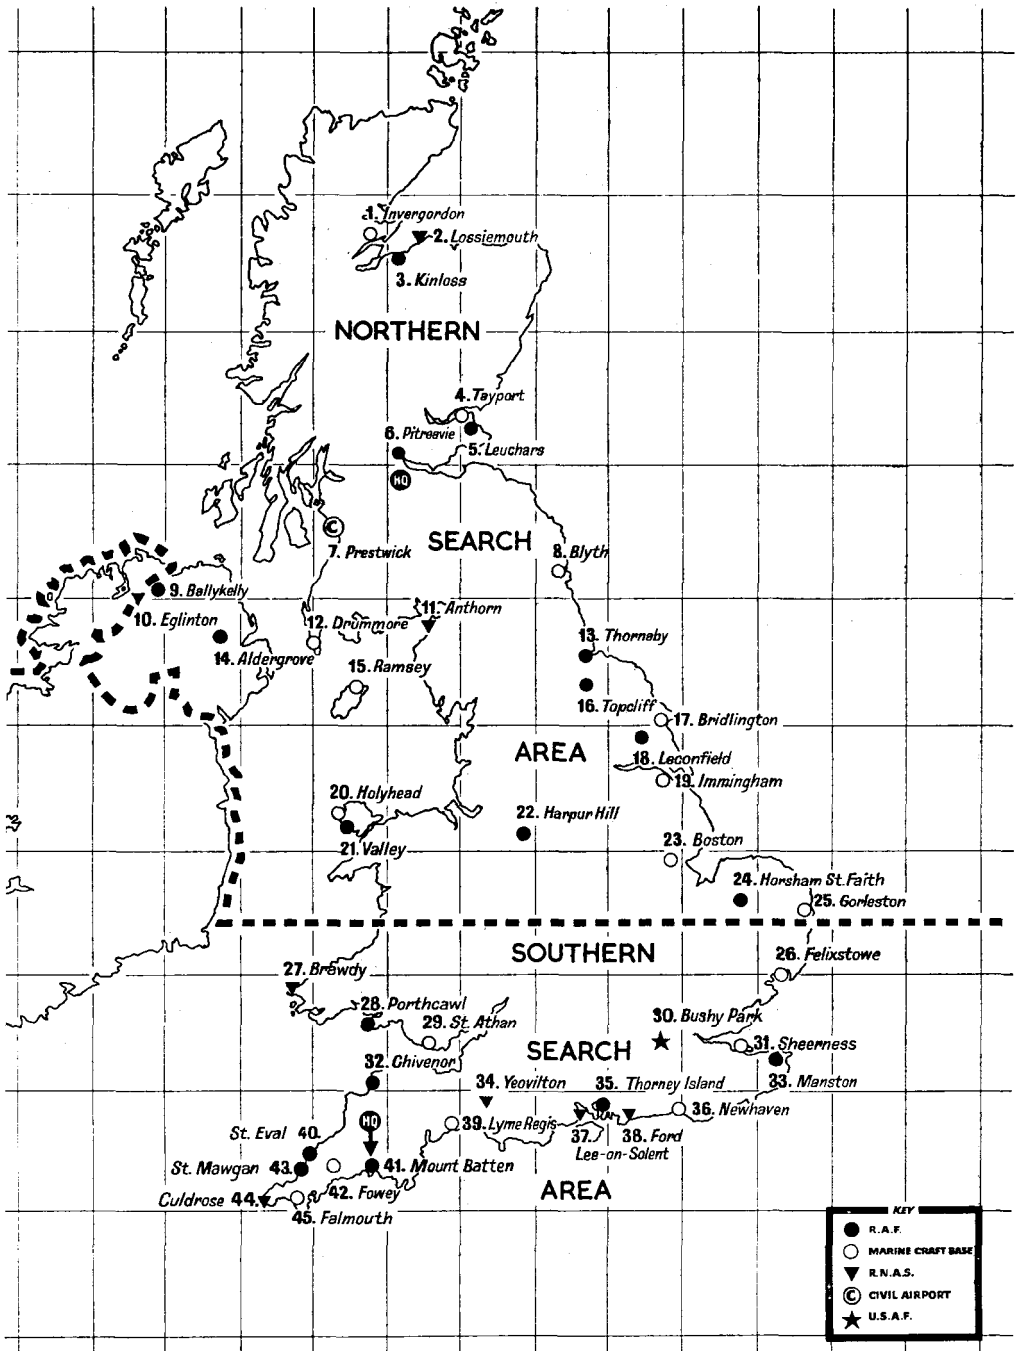 1. Invergordon
2. Lossiemouth
3. Kinloss
NORTHERN
4. Tayport
6. Pitreavie
5. Leuchars
HQ
C
7. Prestwick
SEARCH
8. Blyth
9. Ballykelly
10. Eglinton
11. Anthorn
12. Drummore
13. Thornaby
14. Aldergrove
15. Ramsey
16. Topcliff
17. Bridlington
AREA
18. Leconfield
19. Immingham
20. Holyhead
22. Harpur Hill
21. Valley
23. Boston
24. Horsham St. Faith
25. Gorleston
SOUTHERN
26. Felixstowe
27. Brawdy
28. Porthcawl
29. St. Athan
30. Bushy Park
31. Sheerness
SEARCH
32. Chivenor
33. Manston
34. Yeovilton
35. Thorney Island
36. Newhaven
HQ
39. Lyme Regis
37.
Lee-on-Solent
38. Ford
St. Eval 40.
St. Mawgan 43.
41. Mount Batten
42. Fowey
AREA
Culdrose 44.
45. Falmouth
KEY
R.A.F.
MARINE CRAFT BASE
R.N.A.S.
C CIVIL AIRPORT
U.S.A.F.